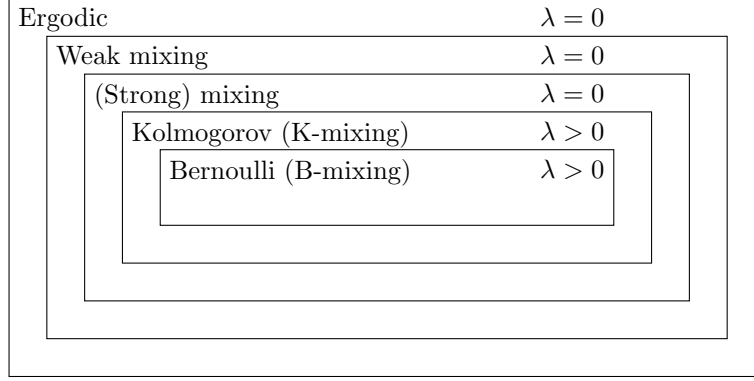 Ergodic λ = 0
Weak mixing λ = 0
(Strong) mixing λ = 0
Kolmogorov (K-mixing) λ > 0
Bernoulli (B-mixing) λ > 0